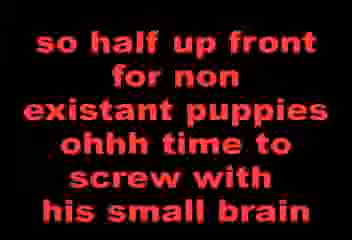 so half up front
for non
existant puppies
ohhh time to
screw with
his small brain